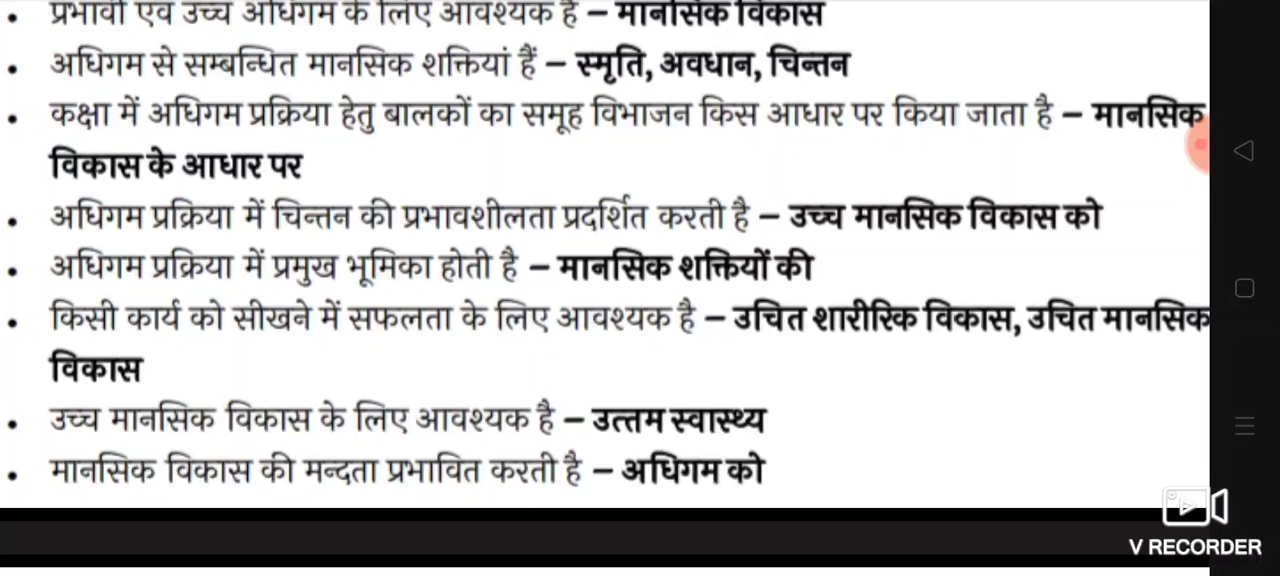 प्रभावी एवं उच्च अधिगम के लिए आवश्यक है – मानसिक विकास
• अधिगम से सम्बन्धित मानसिक शक्तियां हैं – स्मृति, अवधान, चिन्तन
• कक्षा में अधिगम प्रक्रिया हेतु बालकों का समूह विभाजन किस आधार पर किया जाता है – मानसिक
विकास के आधार पर
• अधिगम प्रक्रिया में चिन्तन की प्रभावशीलता प्रदर्शित करती है – उच्च मानसिक विकास को
• अधिगम प्रक्रिया में प्रमुख भूमिका होती है – मानसिक शक्तियों की
• किसी कार्य को सीखने में सफलता के लिए आवश्यक है – उचित शारीरिक विकास, उचित मानसिक
विकास
• उच्च मानसिक विकास के लिए आवश्यक है – उत्तम स्वास्थ्य
• मानसिक विकास की मन्दता प्रभावित करती है – अधिगम को
V RECORDER